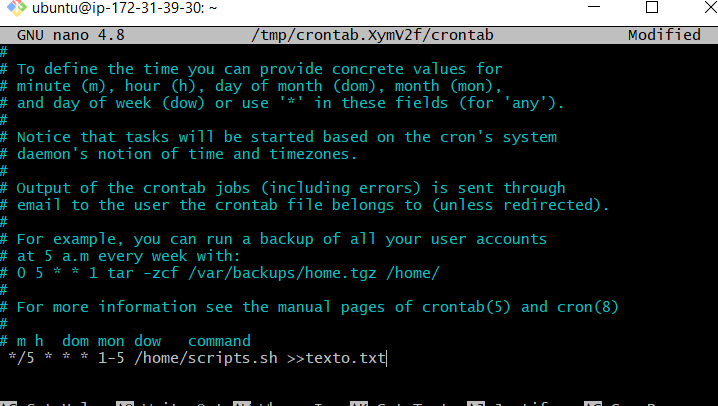 ubuntu@ip-172-31-39-30: ~
GNU nano 4.8 /tmp/crontab.XymV2f/crontab Modified
#
# To define the time you can provide concrete values for
# minute (m), hour (h), day of month (dom), month (mon),
# and day of week (dow) or use '*' in these fields (for 'any').
#
# Notice that tasks will be started based on the cron's system
# daemon's notion of time and timezones.
#
# Output of the crontab jobs (including errors) is sent through
# email to the user the crontab file belongs to (unless redirected).
#
# For example, you can run a backup of all your user accounts
# at 5 a.m every week with:
# 0 5 * * 1 tar -zcf /var/backups/home.tgz /home/
#
# For more information see the manual pages of crontab(5) and cron(8)
#
# m h  dom mon dow   command
*/5 * * * 1-5 /home/scripts.sh >>texto.txt